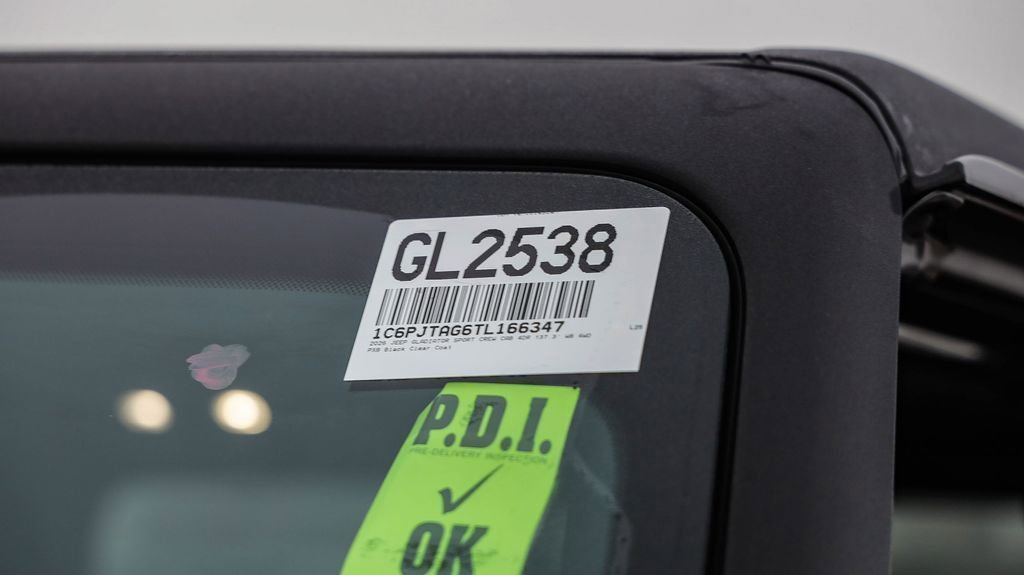 GL2538
1C6PJTAG6TL166347
2026 JEEP GLADIATOR SPORT CREW CAB 4DR 137.3" WB 4WD
PX8 Black Clear Coat
P.D.I.
PRE-DELIVERY INSPECTION
OK